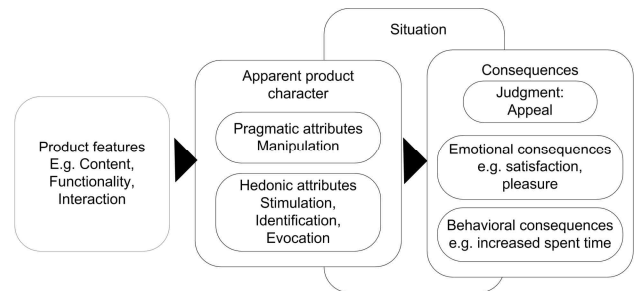 Situation
Product features
E.g. Content,
Functionality,
Interaction
Apparent product
character
Pragmatic attributes
Manipulation
Hedonic attributes
Stimulation,
Identification,
Evocation
Consequences
Judgment:
Appeal
Emotional consequences
e.g. satisfaction,
pleasure
Behavioral consequences
e.g. increased spent time